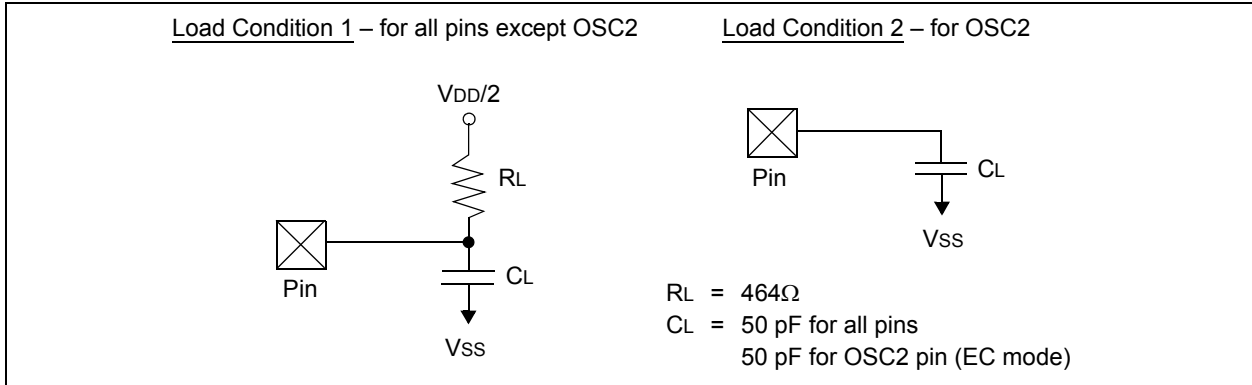 Load Condition 1 – for all pins except OSC2
Load Condition 2 – for OSC2
VDD/2
RL
Pin
CL
VSS
Pin
CL
VSS
RL = 464Ω
CL = 50 pF for all pins
50 pF for OSC2 pin (EC mode)